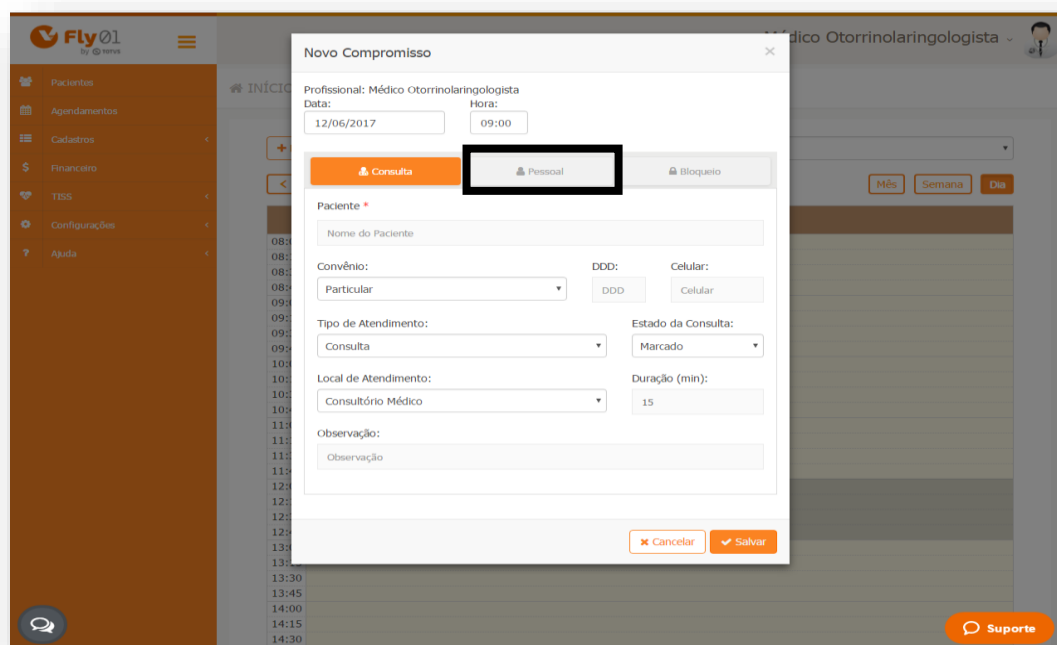 Fly01
by totvs
Médico Otorrinolaringologista
Pacientes
Agendamentos
Cadastros
Financeiro
TISS
Configurações
Ajuda
INÍCIO
Novo Compromisso
×
Profissional: Médico Otorrinolaringologista
Data: Hora:
12/06/2017 09:00
Consulta Pessoal Bloqueio
Paciente *
Nome do Paciente
Convênio: DDD: Celular:
Particular DDD Celular
Tipo de Atendimento: Estado da Consulta:
Consulta Marcado
Local de Atendimento: Duração (min):
Consultório Médico 15
Observação:
Observação
Cancelar Salvar
Mês Semana Dia
13:30
13:45
14:00
14:15
14:30
Suporte